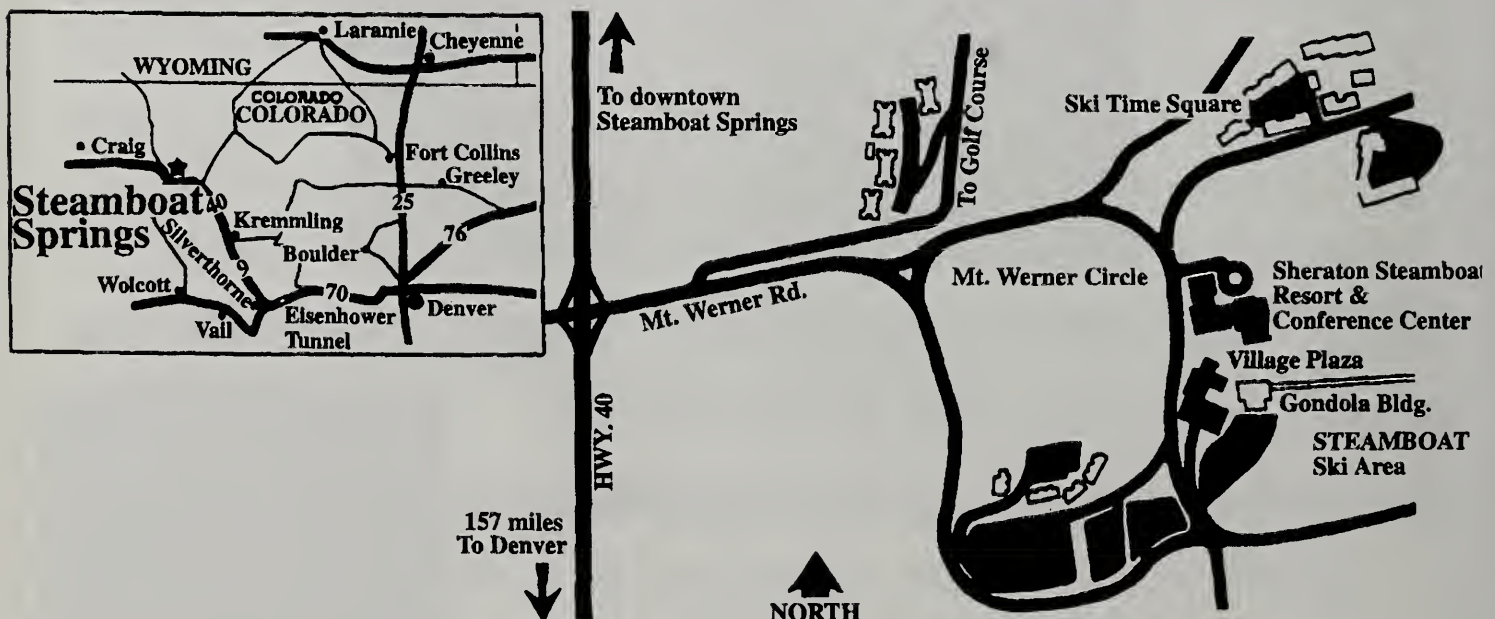 Laramie
Cheyenne
WYOMING
COLORADO
COLORADO
Craig
Fort Collins
Greeley
Steamboat
Springs
40
25
Kremmling
76
Silverthorne
9
Boulder
Wolcott
70
Denver
Vail
Eisenhower
Tunnel
To downtown
Steamboat Springs
HWY. 40
157 miles
To Denver
Mt. Werner Rd.
To Golf Course
Ski Time Square
Mt. Werner Circle
Sheraton Steamboat
Resort &
Conference Center
Village Plaza
Gondola Bldg.
STEAMBOAT
Ski Area
NORTH